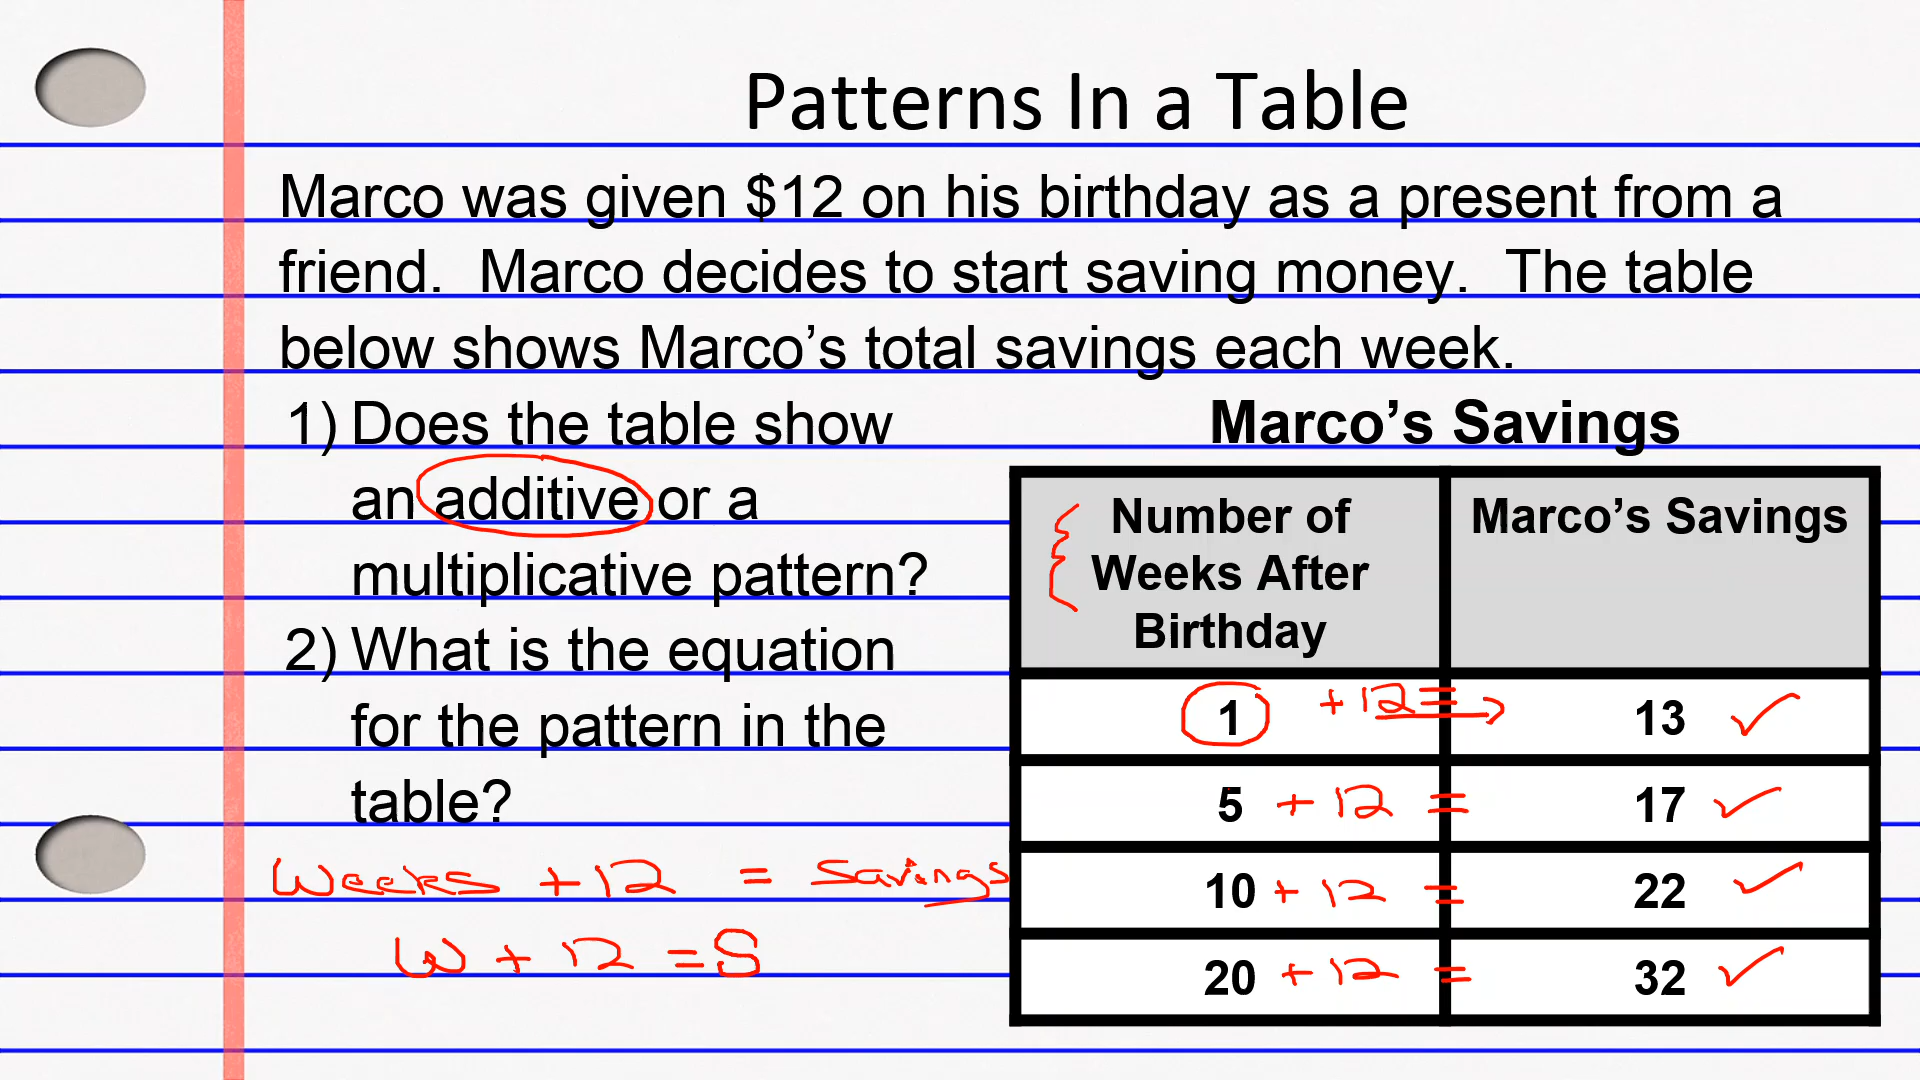 Patterns In a Table
Marco was given $12 on his birthday as a present from a
friend. Marco decides to start saving money. The table
below shows Marco’s total savings each week.
1) Does the table show
an additive or a
multiplicative pattern?
2) What is the equation
for the pattern in the
table?
Weeks + 12 = Savings
W + 12 = S
Marco’s Savings
Number of
Weeks After
Birthday
Marco’s Savings
1 + 12 = 13
5 + 12 = 17
10 + 12 = 22
20 + 12 = 32